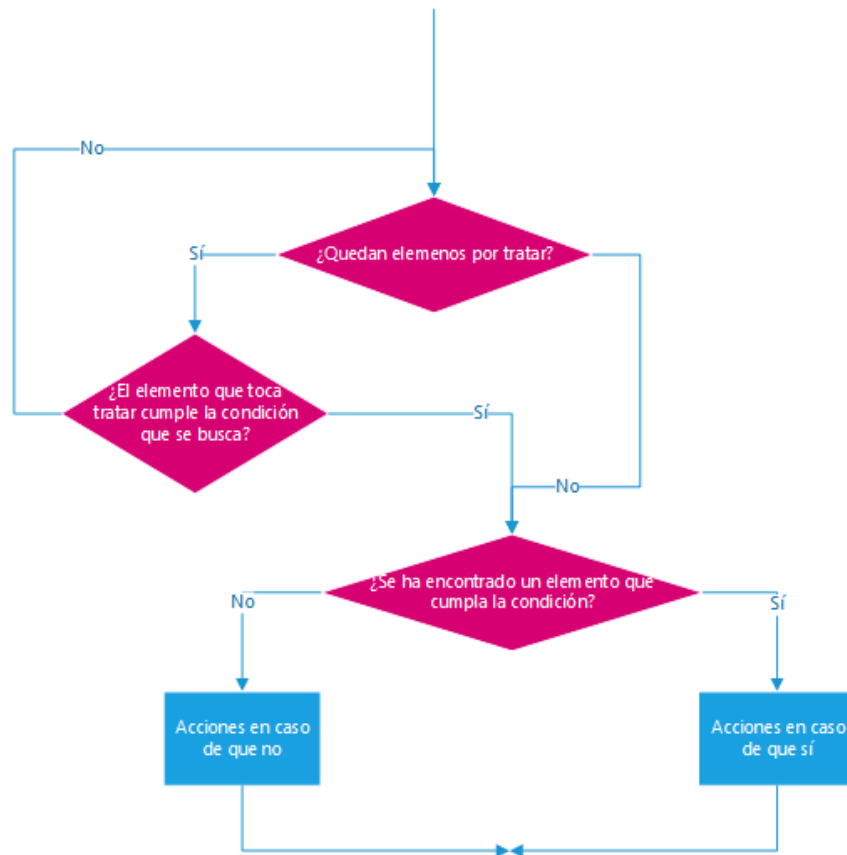 No
¿Quedan elemenos por tratar?
Sí
¿El elemento que toca
tratar cumple la condición
que se busca?
Sí
No
¿Se ha encontrado un elemento que
cumpla la condición?
No
Sí
Acciones en caso
de que no
Acciones en caso
de que sí